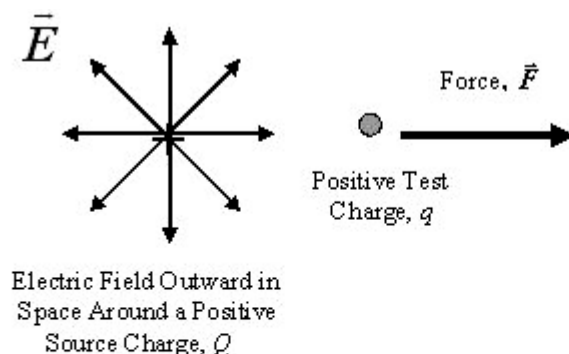 E
Force, F
Positive Test
Charge, q
Electric Field Outward in
Space Around a Positive
Source Charge, Q